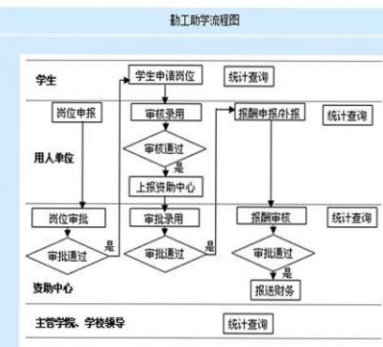 勤工助学流程图
学生
学生申请岗位
统计查询
岗位申报
审核录用
报酬申报/补报
统计查询
审核通过
用人单位
是
上报资助中心
岗位审批
审批录用
报酬审核
统计查询
是
是
审批通过
审批通过
审批通过
是
资助中心
报送财务
主管学院、学校领导
统计查询